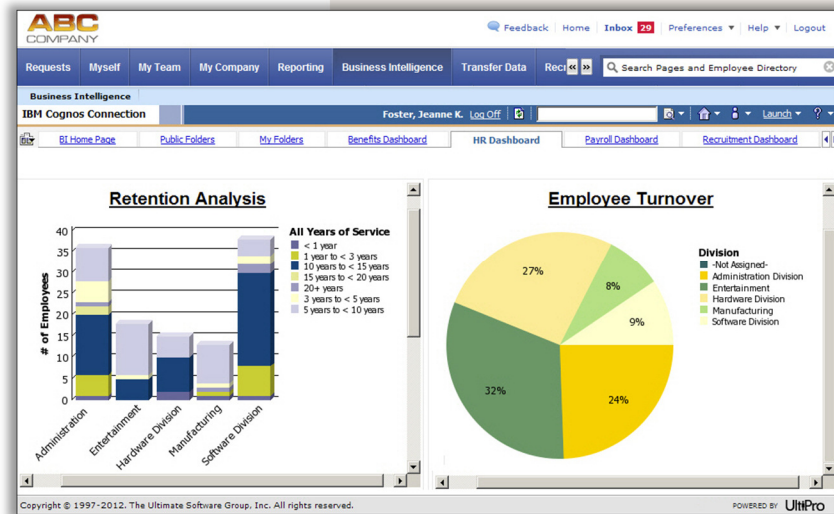 ABC
COMPANY
Feedback Home Inbox 29 Preferences Help Logout
Requests Myself My Team My Company Reporting Business Intelligence Transfer Data Recr « » Search Pages and Employee Directory
Business Intelligence
IBM Cognos Connection Foster, Jeanne K. Log Off Launch ?
BI Home Page Public Folders My Folders Benefits Dashboard HR Dashboard Payroll Dashboard Recruitment Dashboard
Retention Analysis
# of Employees
40
35
30
25
20
15
10
5
0
Administration
Entertainment
Hardware Division
Manufacturing
Software Division
All Years of Service
< 1 year
1 year to < 3 years
10 years to < 15 years
15 years to < 20 years
20+ years
3 years to < 5 years
5 years to < 10 years
Employee Turnover
27%
8%
9%
32%
24%
Division
-Not Assigned-
Administration Division
Entertainment
Hardware Division
Manufacturing
Software Division
Copyright © 1997-2012. The Ultimate Software Group, Inc. All rights reserved. POWERED BY UltiPro